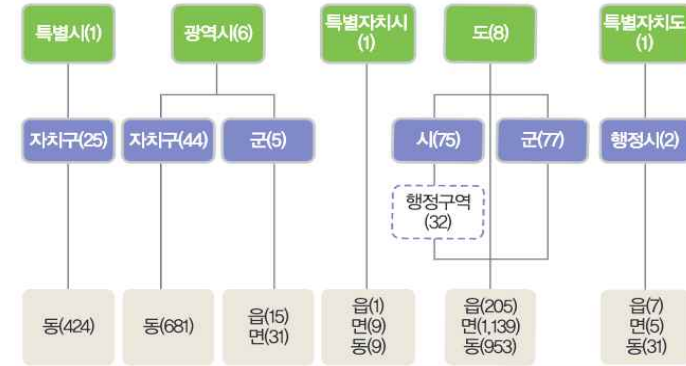 특별시(1)
광역시(6)
특별자치시
(1)
도(8)
특별자치도
(1)
자치구(25)
자치구(44)
군(5)
시(75)
군(77)
행정시(2)
행정구역
(32)
동(424)
동(681)
읍(15)
면(31)
읍(1)
면(9)
동(9)
읍(205)
면(1,139)
동(953)
읍(7)
면(5)
동(31)